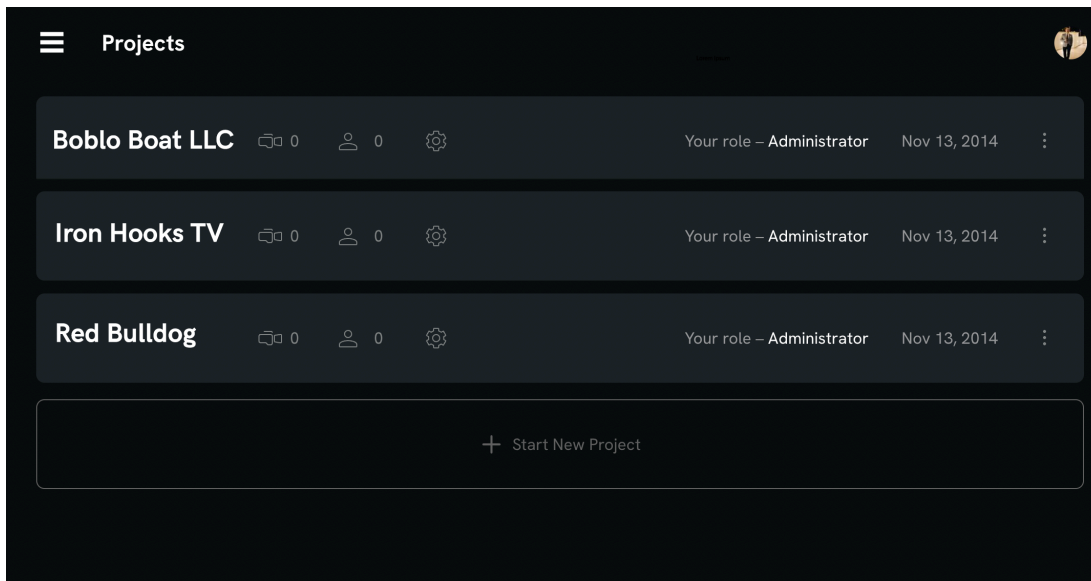 Projects
Boblo Boat LLC 0 0 Your role – Administrator Nov 13, 2014
Iron Hooks TV 0 0 Your role – Administrator Nov 13, 2014
Red Bulldog 0 0 Your role – Administrator Nov 13, 2014
Start New Project